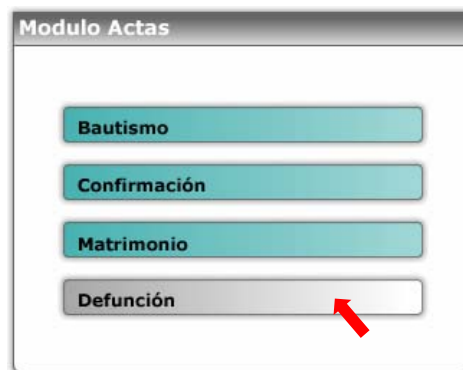 Modulo Actas
Bautismo
Confirmación
Matrimonio
Defunción